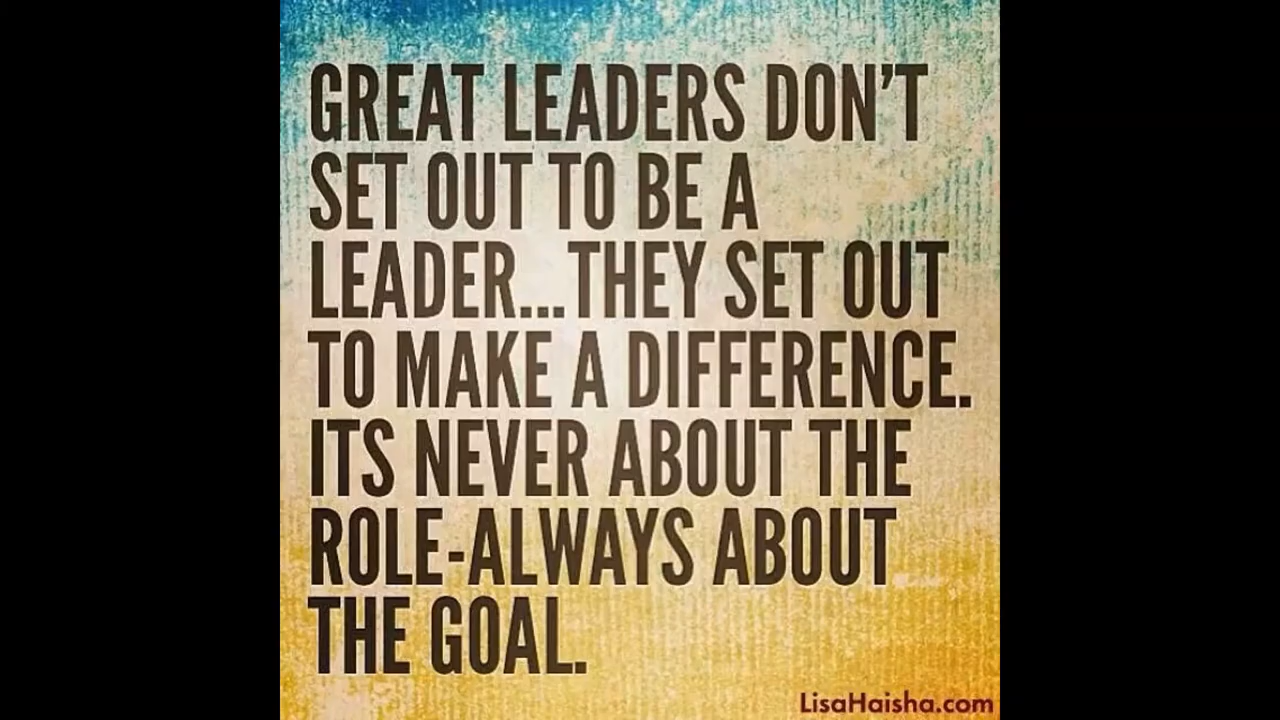 GREAT LEADERS DON'T
SET OUT TO BE A
LEADER...THEY SET OUT
TO MAKE A DIFFERENCE.
ITS NEVER ABOUT THE
ROLE-ALWAYS ABOUT
THE GOAL.
LisaHaisha.com